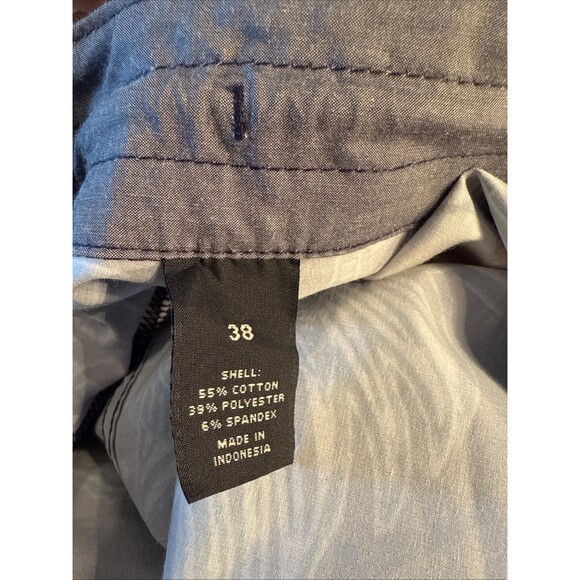 38
SHELL:
55% COTTON
39% POLYESTER
6% SPANDEX
MADE IN
INDONESIA